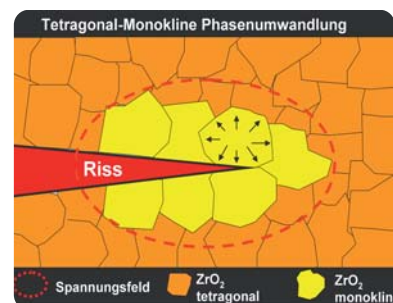 Tetragonal-Monokline Phasenumwandlung
Riss
Spannungsfeld
ZrO₂
tetragonal
ZrO₂
monoklin